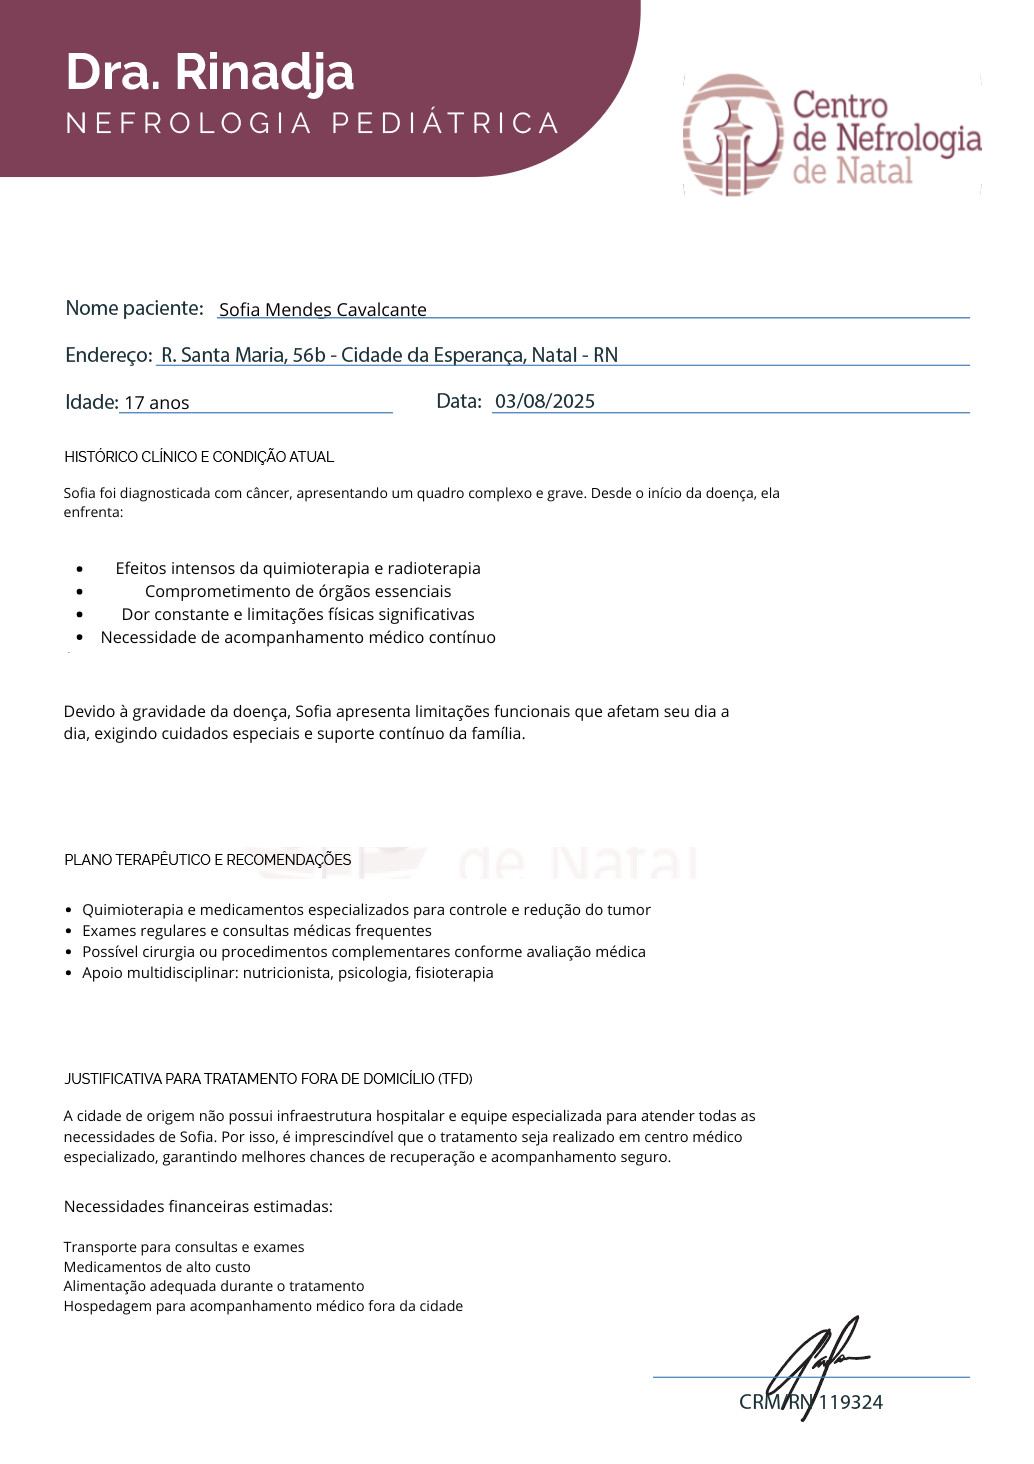 Dra. Rinadja
NEFROLOGIA PEDIÁTRICA
Centro
de Nefrologia
de Natal
Nome paciente: Sofia Mendes Cavalcante
Endereço: R. Santa Maria, 56b - Cidade da Esperança, Natal - RN
Idade: 17 anos Data: 03/08/2025
HISTÓRICO CLÍNICO E CONDIÇÃO ATUAL
Sofia foi diagnosticada com câncer, apresentando um quadro complexo e grave. Desde o início da doença, ela
enfrenta:
• Efeitos intensos da quimioterapia e radioterapia
• Comprometimento de órgãos essenciais
• Dor constante e limitações físicas significativas
• Necessidade de acompanhamento médico contínuo
Devido à gravidade da doença, Sofia apresenta limitações funcionais que afetam seu dia a
dia, exigindo cuidados especiais e suporte contínuo da família.
de Natal
PLANO TERAPÊUTICO E RECOMENDAÇÕES
• Quimioterapia e medicamentos especializados para controle e redução do tumor
• Exames regulares e consultas médicas frequentes
• Possível cirurgia ou procedimentos complementares conforme avaliação médica
• Apoio multidisciplinar: nutricionista, psicologia, fisioterapia
JUSTIFICATIVA PARA TRATAMENTO FORA DE DOMICÍLIO (TFD)
A cidade de origem não possui infraestrutura hospitalar e equipe especializada para atender todas as
necessidades de Sofia. Por isso, é imprescindível que o tratamento seja realizado em centro médico
especializado, garantindo melhores chances de recuperação e acompanhamento seguro.
Necessidades financeiras estimadas:
Transporte para consultas e exames
Medicamentos de alto custo
Alimentação adequada durante o tratamento
Hospedagem para acompanhamento médico fora da cidade
CRM/RN 119324